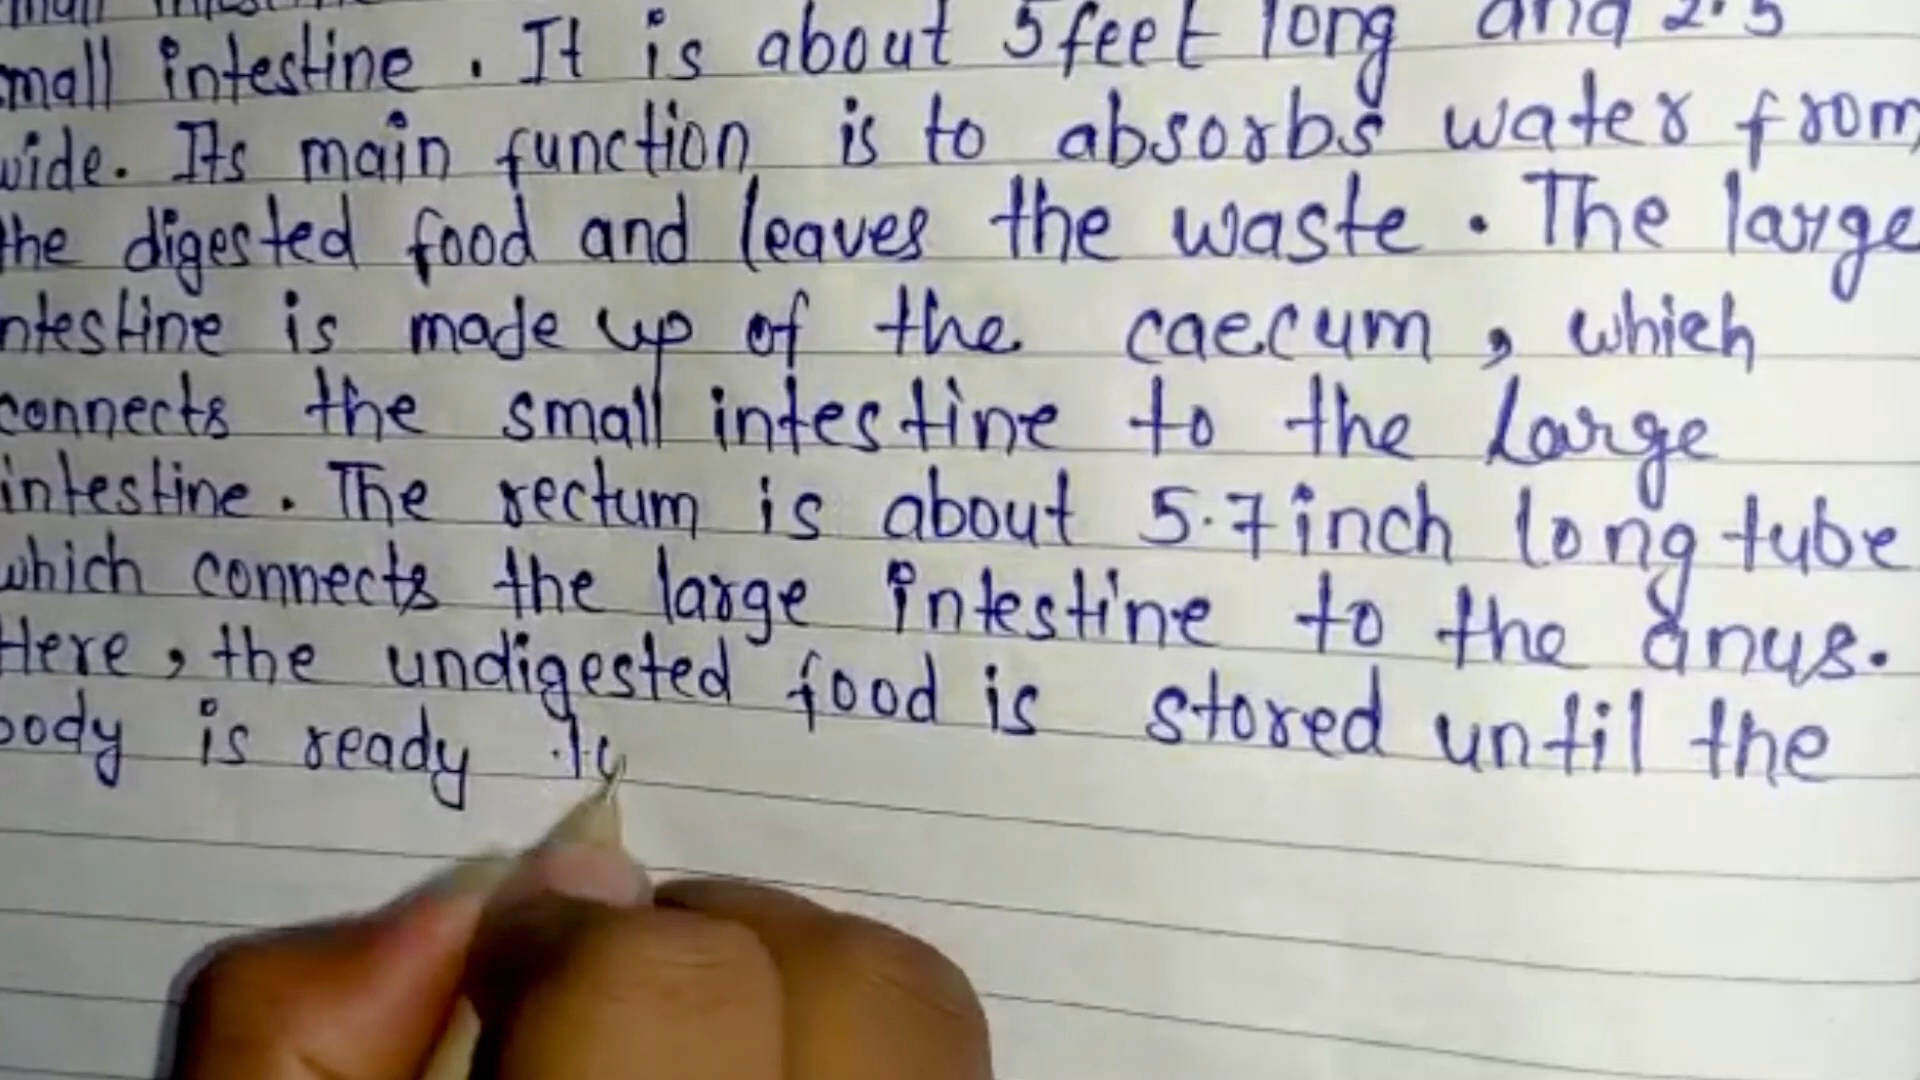 mall intestine. It is about 5 feet long and 2.5
wide. Its main function is to absorbs water from
the digested food and leaves the waste. The large
ntestine is made up of the caecum, which
connects the small intestine to the large
intestine. The rectum is about 5.7 inch long tube
which connects the large intestine to the anus.
Here, the undigested food is stored until the
body is ready to